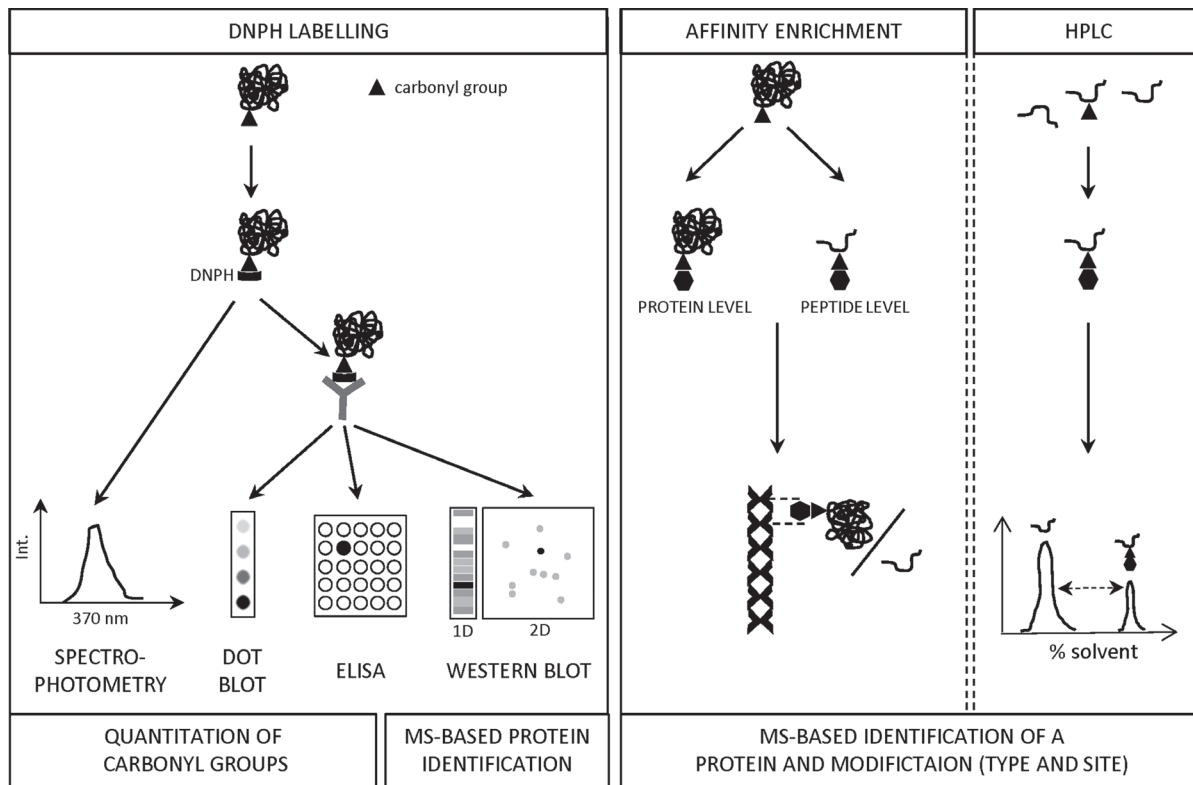 DNPH LABELLING
carbonyl group
DNPH
Int.
370 nm
1D
2D
SPECTRO-
PHOTOMETRY
DOT
BLOT
ELISA
WESTERN BLOT
QUANTITATION OF
CARBONYL GROUPS
MS-BASED PROTEIN
IDENTIFICATION
AFFINITY ENRICHMENT
PROTEIN LEVEL
PEPTIDE LEVEL
HPLC
% solvent
MS-BASED IDENTIFICATION OF A
PROTEIN AND MODIFICTAION (TYPE AND SITE)